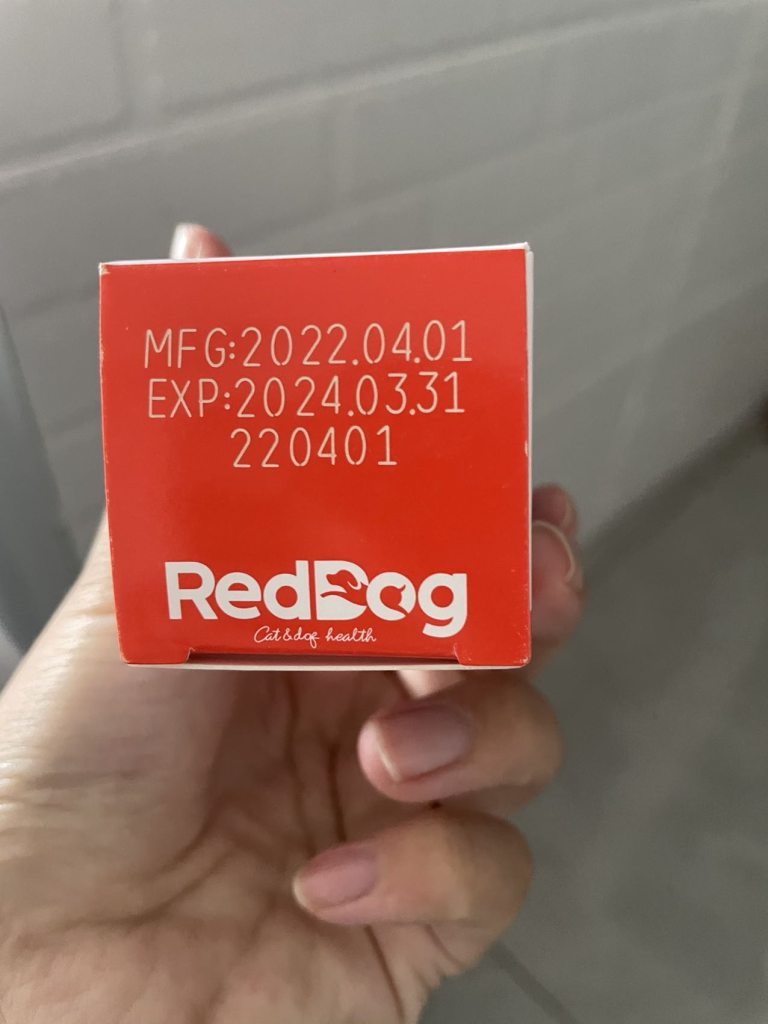 MFG:2022.04.01
EXP:2024.03.31
220401
RedDog
Cat & dog health